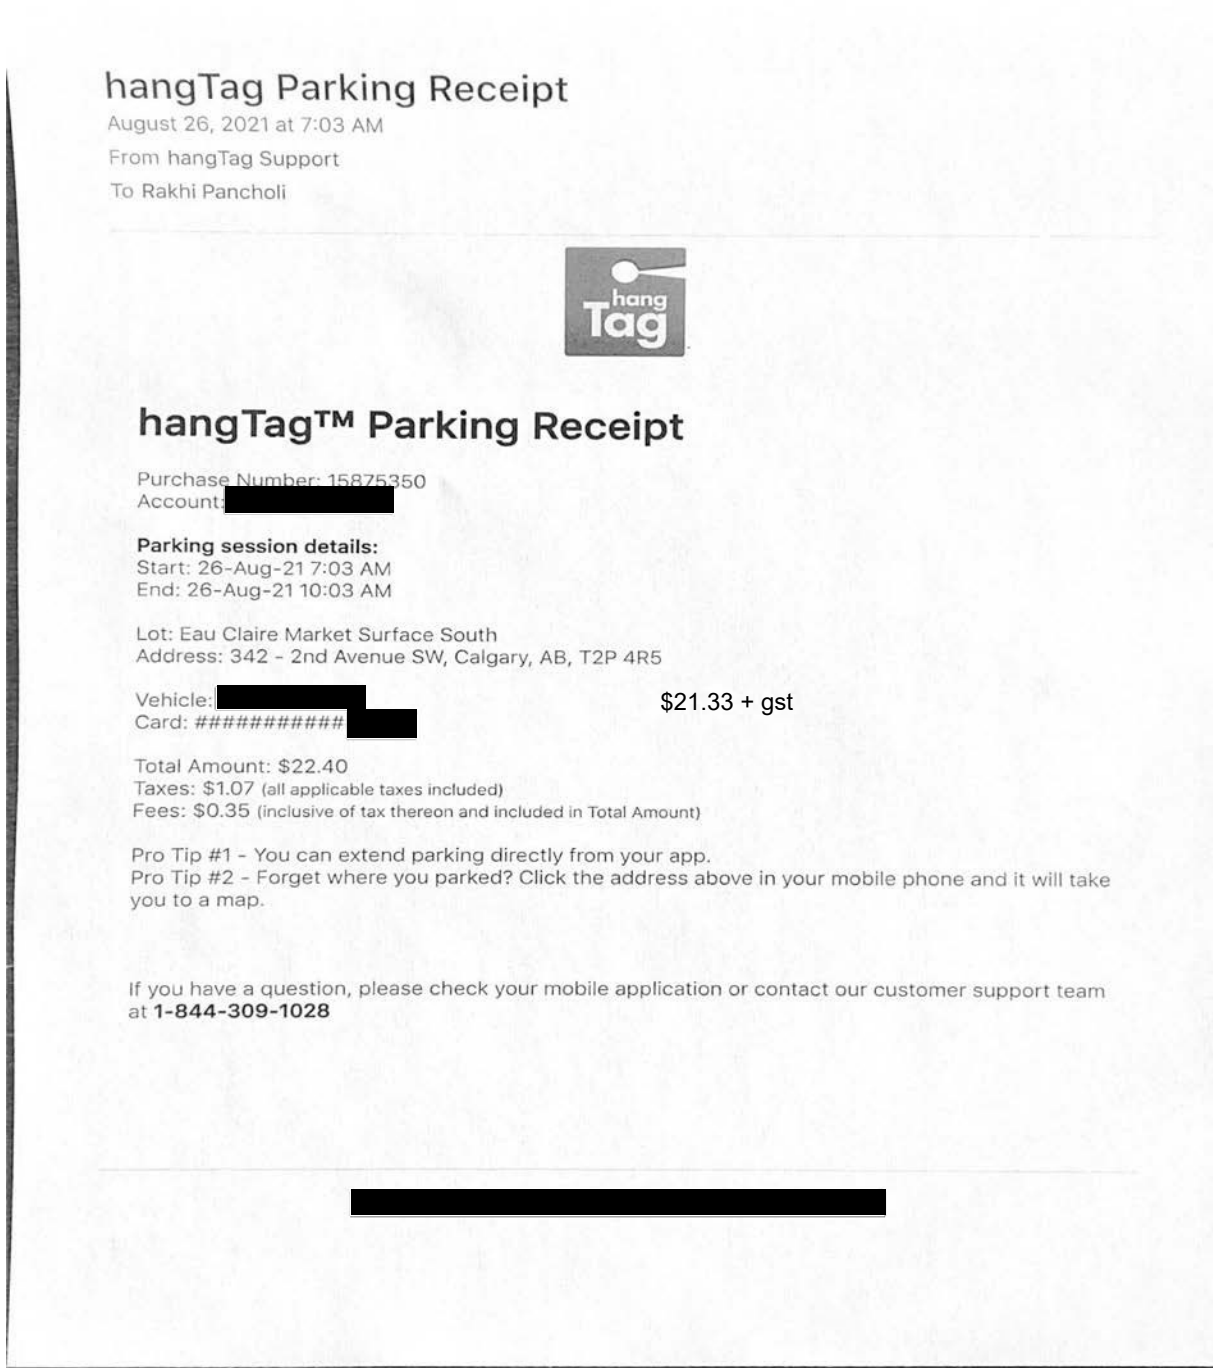 hangTag Parking Receipt
August 26, 2021 at 7:03 AM
From hangTag Support
To Rakhi Pancholi
hang
Tag
hangTag™ Parking Receipt
Purchase Number: 15875350
Account:
Parking session details:
Start: 26-Aug-21 7:03 AM
End: 26-Aug-21 10:03 AM
Lot: Eau Claire Market Surface South
Address: 342 - 2nd Avenue SW, Calgary, AB, T2P 4R5
Vehicle:
$21.33 + gst
Card: ###########
Total Amount: $22.40
Taxes: $1.07 (all applicable taxes included)
Fees: $0.35 (inclusive of tax thereon and included in Total Amount)
Pro Tip #1 - You can extend parking directly from your app.
Pro Tip #2 - Forget where you parked? Click the address above in your mobile phone and it will take
you to a map.
If you have a question, please check your mobile application or contact our customer support team
at 1-844-309-1028